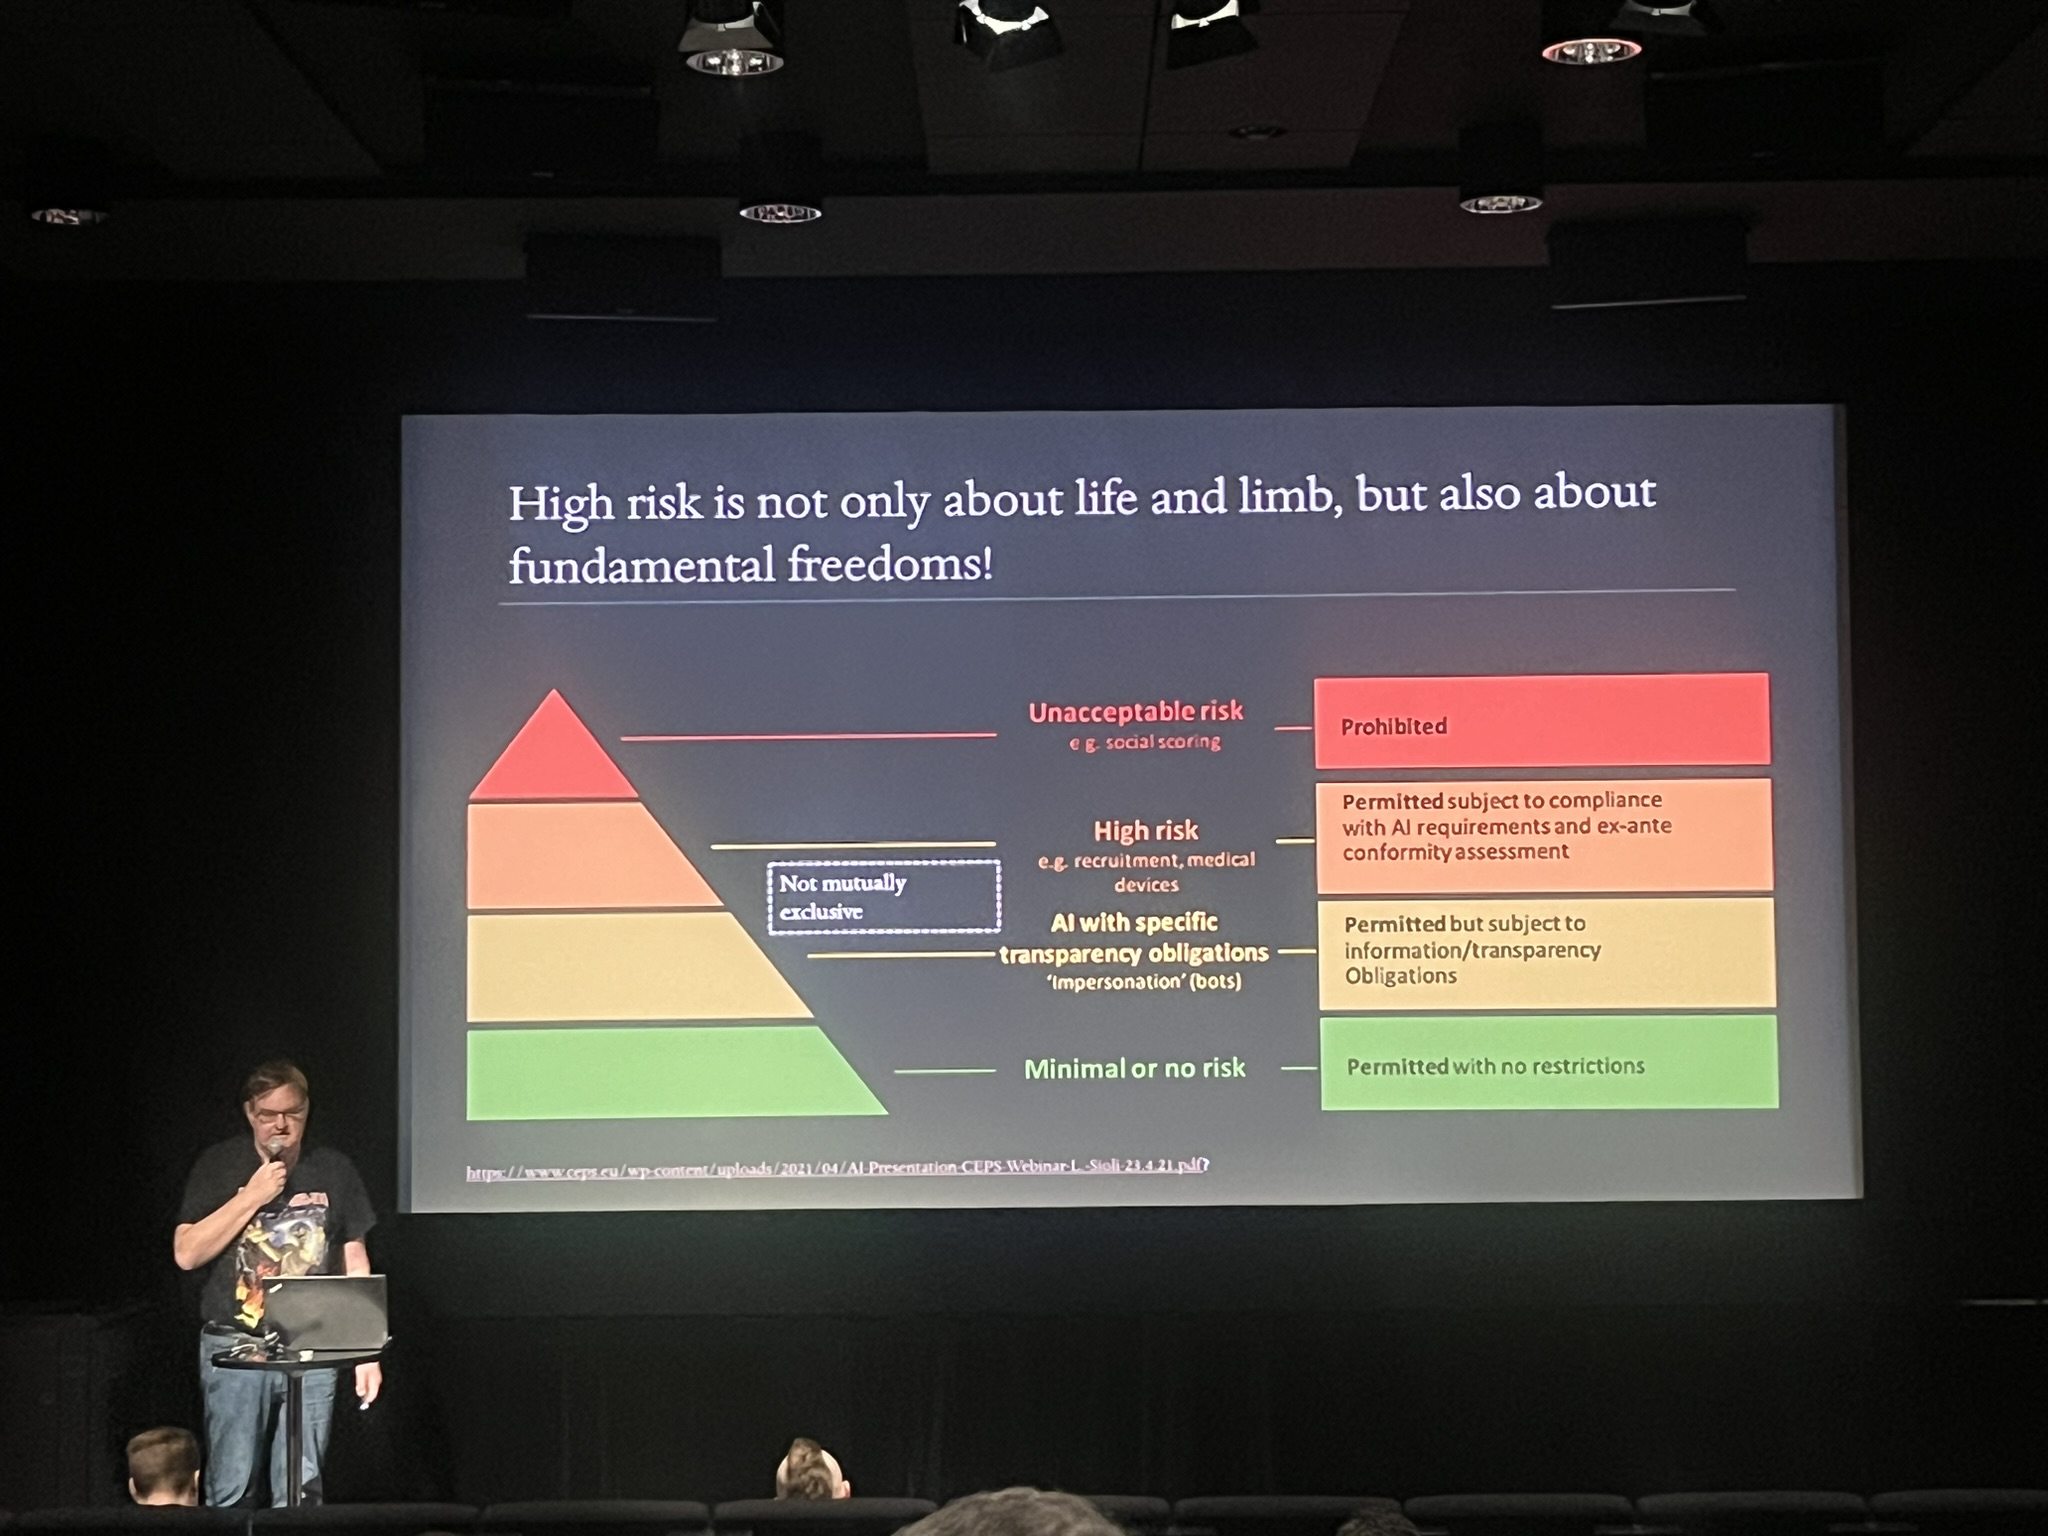 High risk is not only about life and limb, but also about
fundamental freedoms!
Unacceptable risk
e g. social scoring
Prohibited
High risk
e.g. recruitment, medical
devices
Permitted subject to compliance
with AI requirements and ex-ante
conformity assessment
Not mutually
exclusive
AI with specific
transparency obligations
'Impersonation' (bots)
Permitted but subject to
information/transparency
Obligations
Minimal or no risk
Permitted with no restrictions
https://www.ceps.eu/wp-content/uploads/2021/04/AI-Presentation-CEPS-Webinar-L.-Sioli-23.4.21.pdf?